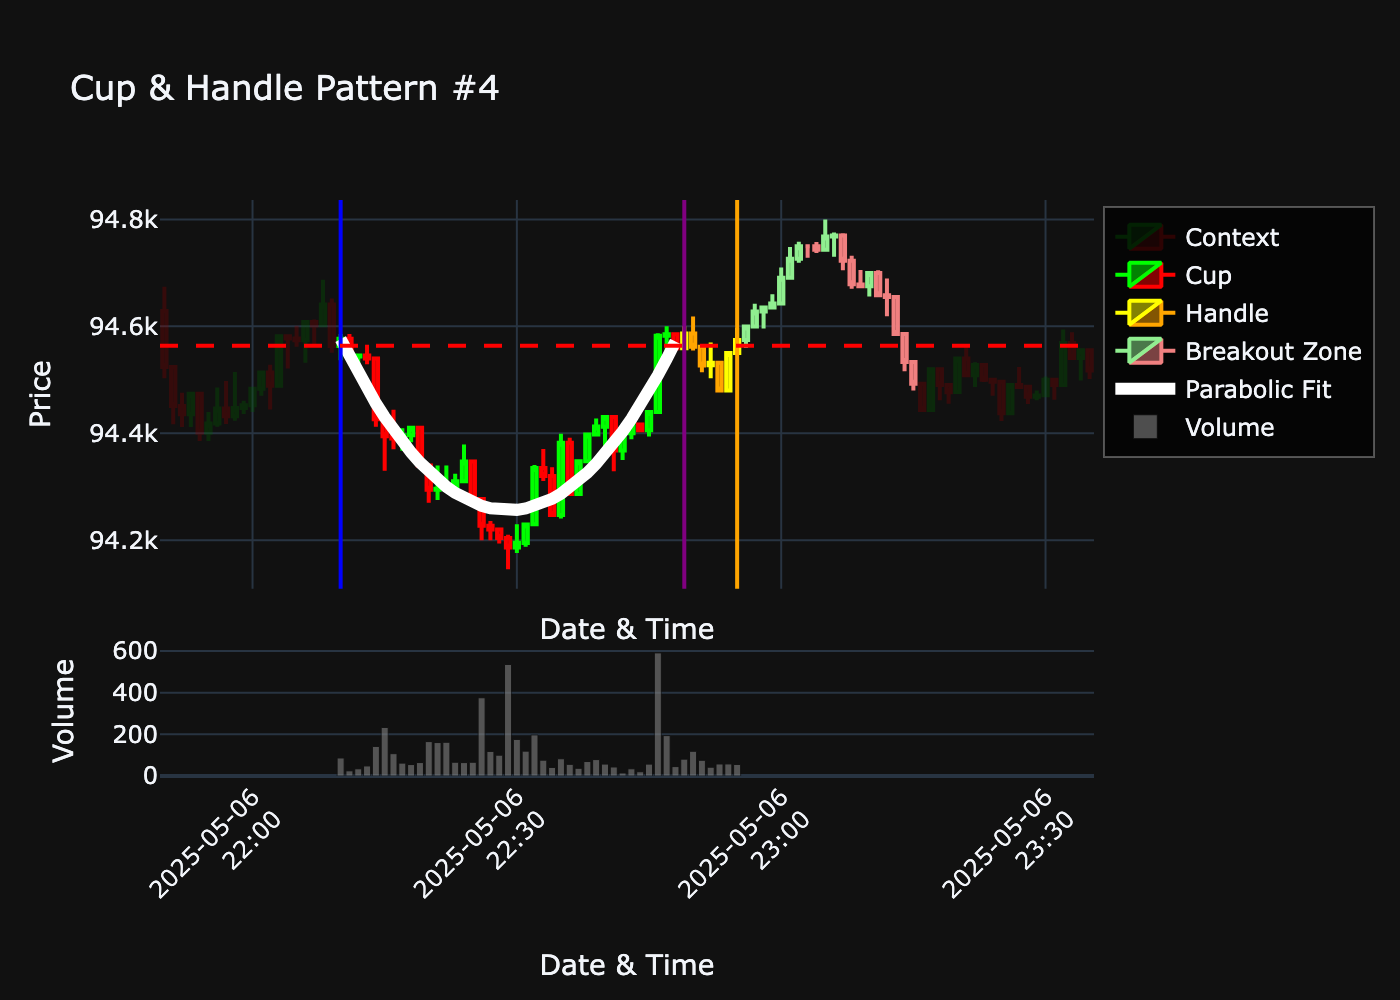 Cup & Handle Pattern #4
94.8k
94.6k
94.4k
94.2k
Price
Context
Cup
Handle
Breakout Zone
Parabolic Fit
Volume
Date & Time
600
400
200
0
Volume
2025-05-06
22:00
2025-05-06
22:30
2025-05-06
23:00
2025-05-06
23:30
Date & Time